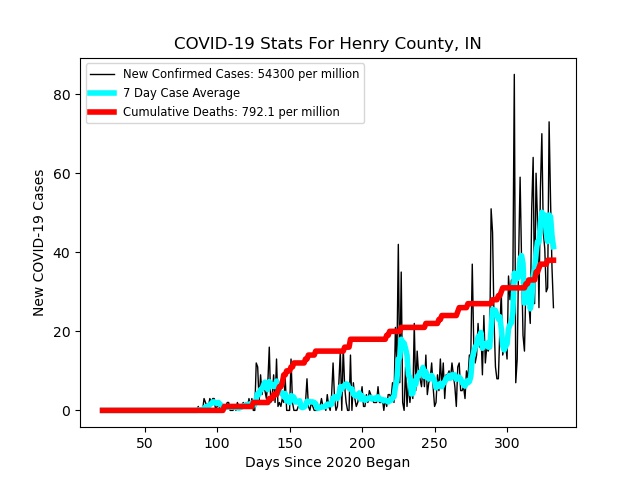 COVID-19 Stats For Henry County, IN
New Confirmed Cases: 54300 per million
7 Day Case Average
Cumulative Deaths: 792.1 per million
New COVID-19 Cases
80
60
40
20
0
50 100 150 200 250 300
Days Since 2020 Began